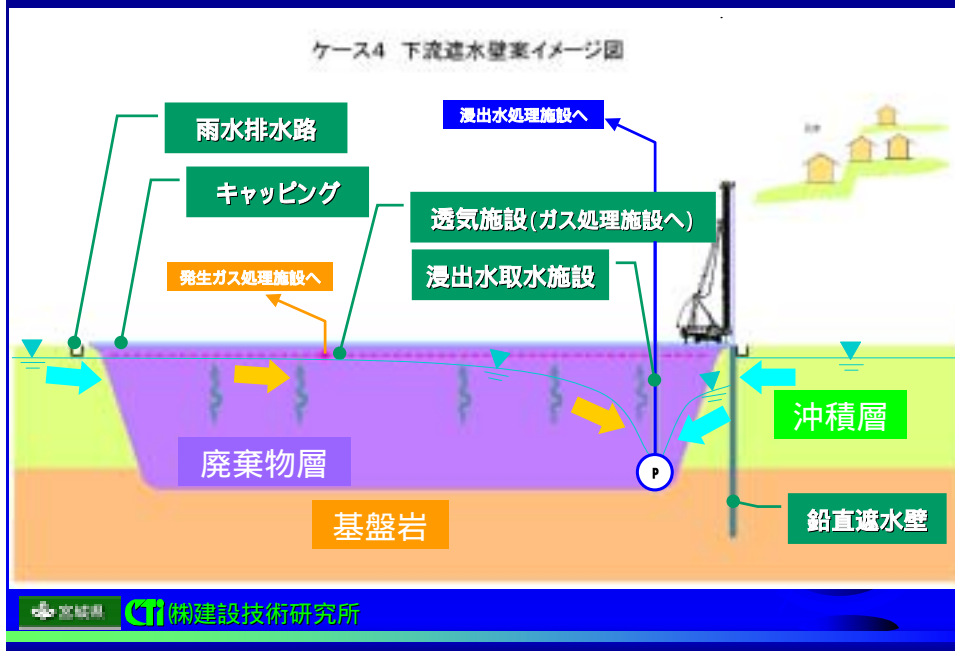 ケース4 下流遮水壁案イメージ図
雨水排水路
浸出水処理施設へ
キャッピング
透気施設(ガス処理施設へ)
発生ガス処理施設へ
浸出水取水施設
沖積層
廃棄物層
P
基盤岩
鉛直遮水壁
宮城県
CTi ㈱建設技術研究所